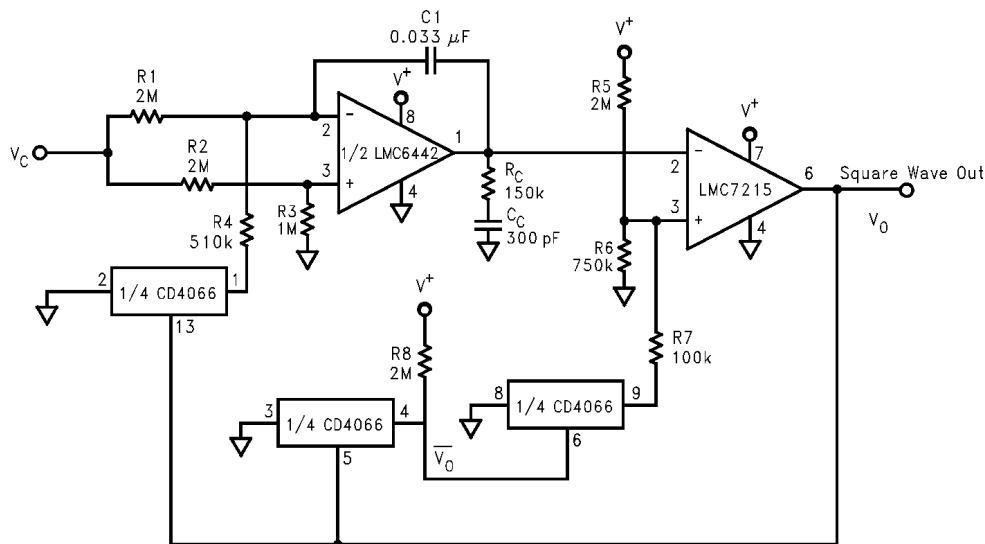 C1
0.033 μF
V⁺
R5
2M
R1
2M
V⁺
8
2
−
1/2 LMC6442
1
3
+
4
V_C
R2
2M
R3
1M
R4
510k
R_C
150k
C_C
300 pF
V⁺
7
2
−
LMC7215
6
3
+
4
Square Wave Out
V_O
R6
750k
2
1/4 CD4066
1
13
V⁺
R8
2M
R7
100k
8
1/4 CD4066
9
6
3
1/4 CD4066
4
5
V̅_O̅